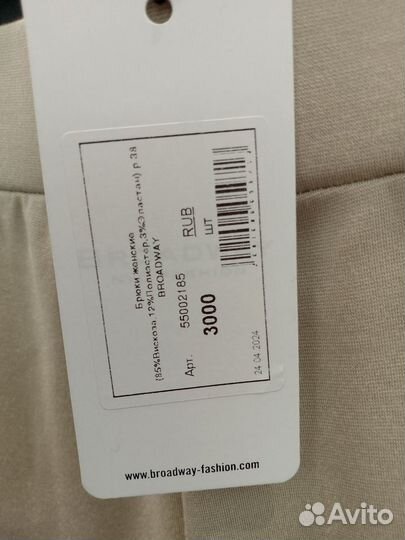 Брюки женские
(85%Вискоза,12%Полиэстер,3%Эластан) р.38
BROADWAY
Арт. 55002185 RUB
3000 ШТ
24 04 2024
BROADWAY
www.broadway-fashion.com
Avito